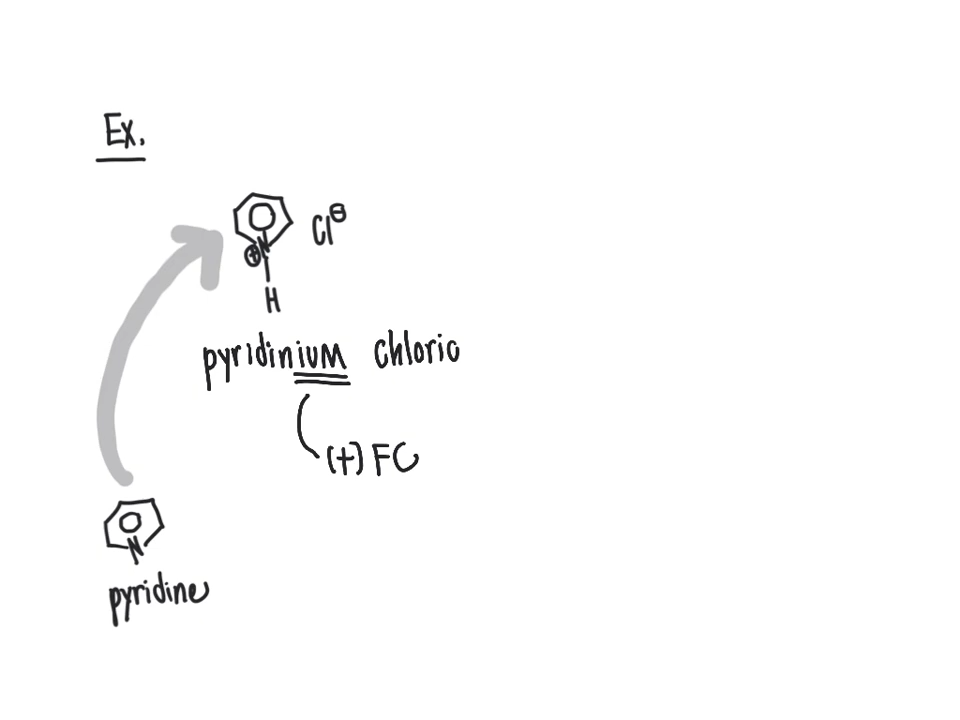 Ex.
N ⊕ Cl⊖
H
pyridinium chloric
(+) FC
N
pyridine